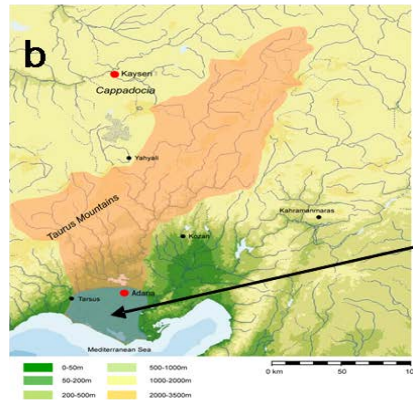 b
Kayseri
Cappadocia
Yahyali
Taurus Mountains
Kahramanmaras
Kozan
Adana
Tarsus
Mediterranean Sea
0-50m
500-1000m
50-200m
1000-2000m
200-500m
2000-3500m
0 km
50
10